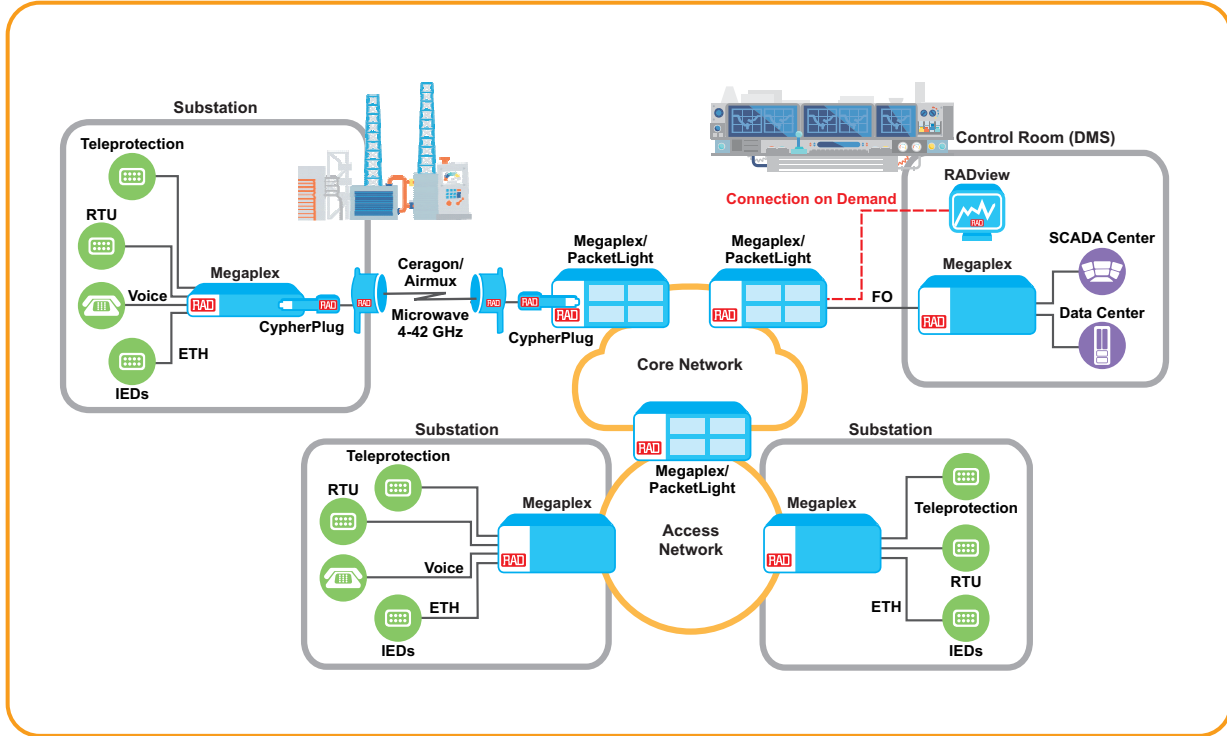 Substation
Teleprotection
RTU
Voice
ETH
IEDs
Megaplex
RAD
RAD
CypherPlug
RAD
Ceragon/
Airmux
Microwave
4-42 GHz
RAD
RAD
CypherPlug
Megaplex/
PacketLight
RAD
Megaplex/
PacketLight
RAD
Connection on Demand
FO
Control Room (DMS)
RADview
RAD
SCADA Center
Megaplex
RAD
Data Center
Core Network
RAD
Megaplex/
PacketLight
Access
Network
Substation
Teleprotection
RTU
Voice
ETH
IEDs
Megaplex
RAD
Substation
Megaplex
RAD
Teleprotection
RTU
ETH
IEDs